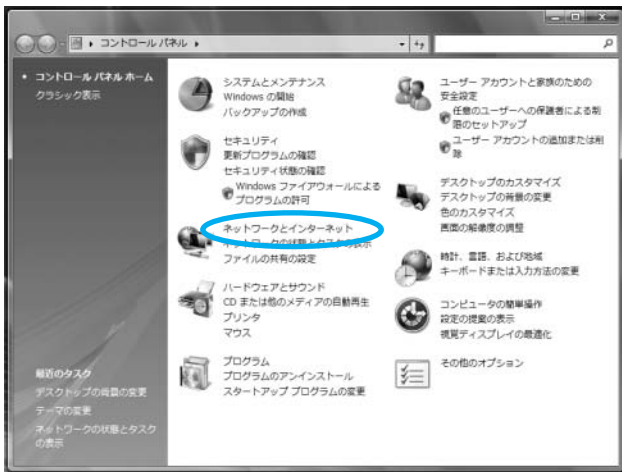 コントロール パネル
コントロール パネル ホーム
クラシック表示
システムとメンテナンス
Windows の開始
バックアップの作成
セキュリティ
更新プログラムの確認
セキュリティ状態の確認
Windows ファイアウォールによる
プログラムの許可
ネットワークとインターネット
ネットワークの状態とタスクの表示
ファイルの共有の設定
ハードウェアとサウンド
CD または他のメディアの自動再生
プリンタ
マウス
プログラム
プログラムのアンインストール
スタートアップ プログラムの変更
ユーザー アカウントと家族のための
安全設定
任意のユーザーへの保護者による制
限のセットアップ
ユーザー アカウントの追加または削
除
デスクトップのカスタマイズ
デスクトップの背景の変更
色のカスタマイズ
画面の解像度の調整
時計、言語、および地域
キーボードまたは入力方法の変更
コンピュータの簡単操作
設定の提案の表示
視覚ディスプレイの最適化
その他のオプション
最近のタスク
デスクトップの背景の変更
テーマの変更
ネットワークの状態とタスク
の表示